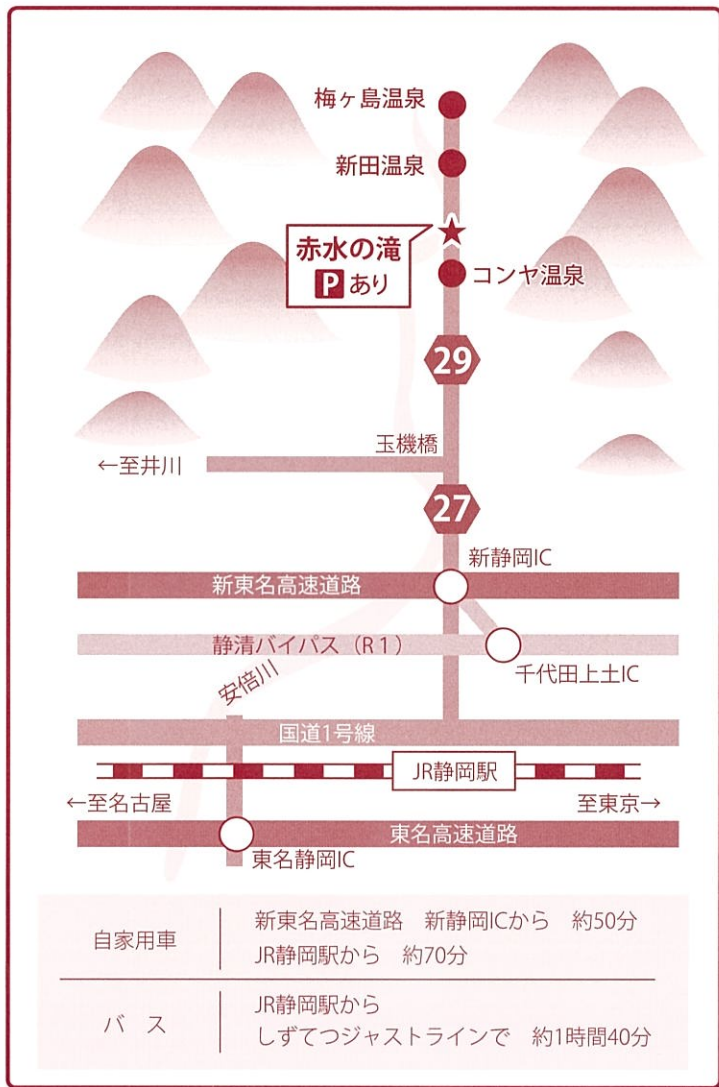 梅ヶ島温泉
新田温泉
赤水の滝
P あり
コンヤ温泉
29
玉機橋
←至井川
27
新静岡IC
新東名高速道路
静清バイパス（R1）
千代田上土IC
安倍川
国道1号線
JR静岡駅
←至名古屋
至東京→
東名高速道路
東名静岡IC
自家用車
新東名高速道路　新静岡ICから　約50分
JR静岡駅から　約70分
バ　ス
JR静岡駅から
しずてつジャストラインで　約1時間40分